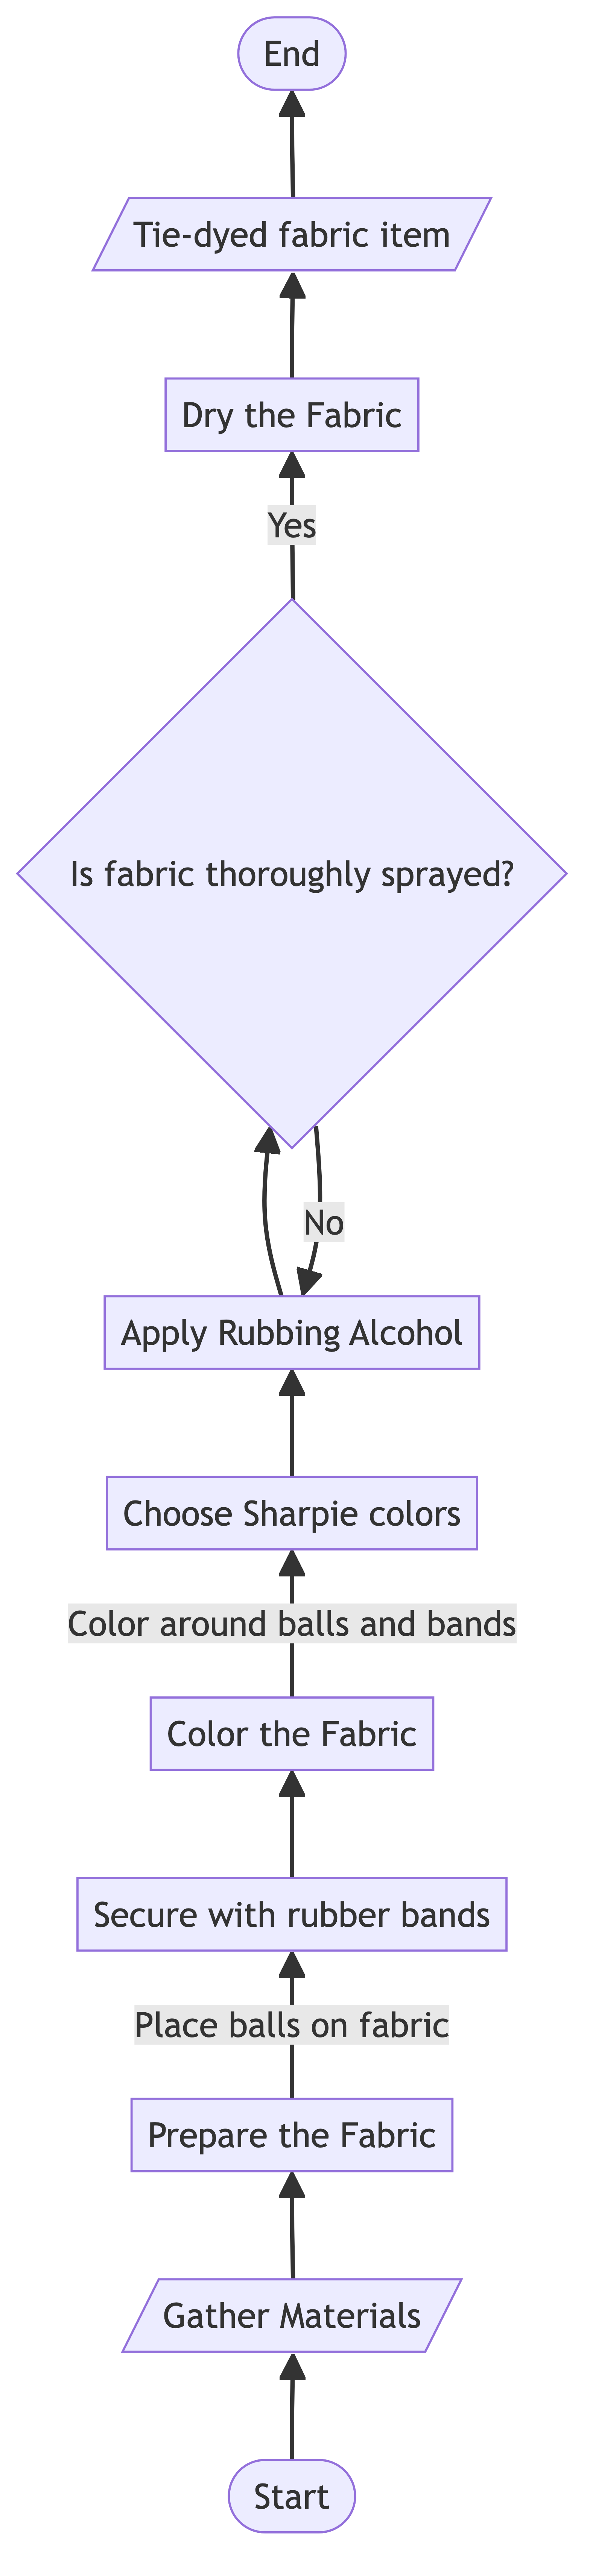 End
Tie-dyed fabric item
Dry the Fabric
Yes
Is fabric thoroughly sprayed?
No
Apply Rubbing Alcohol
Choose Sharpie colors
Color around balls and bands
Color the Fabric
Secure with rubber bands
Place balls on fabric
Prepare the Fabric
Gather Materials
Start